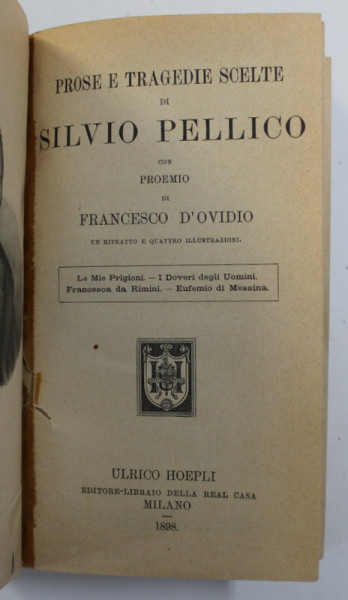 PROSE E TRAGEDIE SCELTE
DI
SILVIO PELLICO
CON
PROEMIO
DI
FRANCESCO D'OVIDIO
UN RITRATTO E QUATTRO ILLUSTRAZIONI.
Le Mie Prigioni. — I Doveri degli Uomini.
Francesca da Rimini. — Eufemio di Messina.
ULRICO HOEPLI
EDITORE-LIBRAIO DELLA REAL CASA
MILANO
1898.